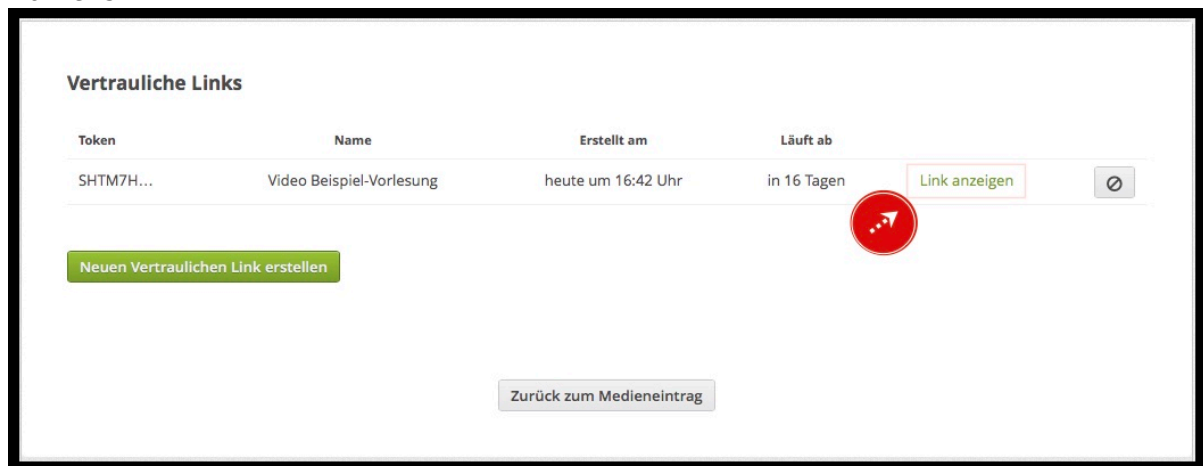 Vertrauliche Links
Token Name Erstellt am Läuft ab
SHTM7H... Video Beispiel-Vorlesung heute um 16:42 Uhr in 16 Tagen Link anzeigen
Neuen Vertraulichen Link erstellen
Zurück zum Medieneintrag